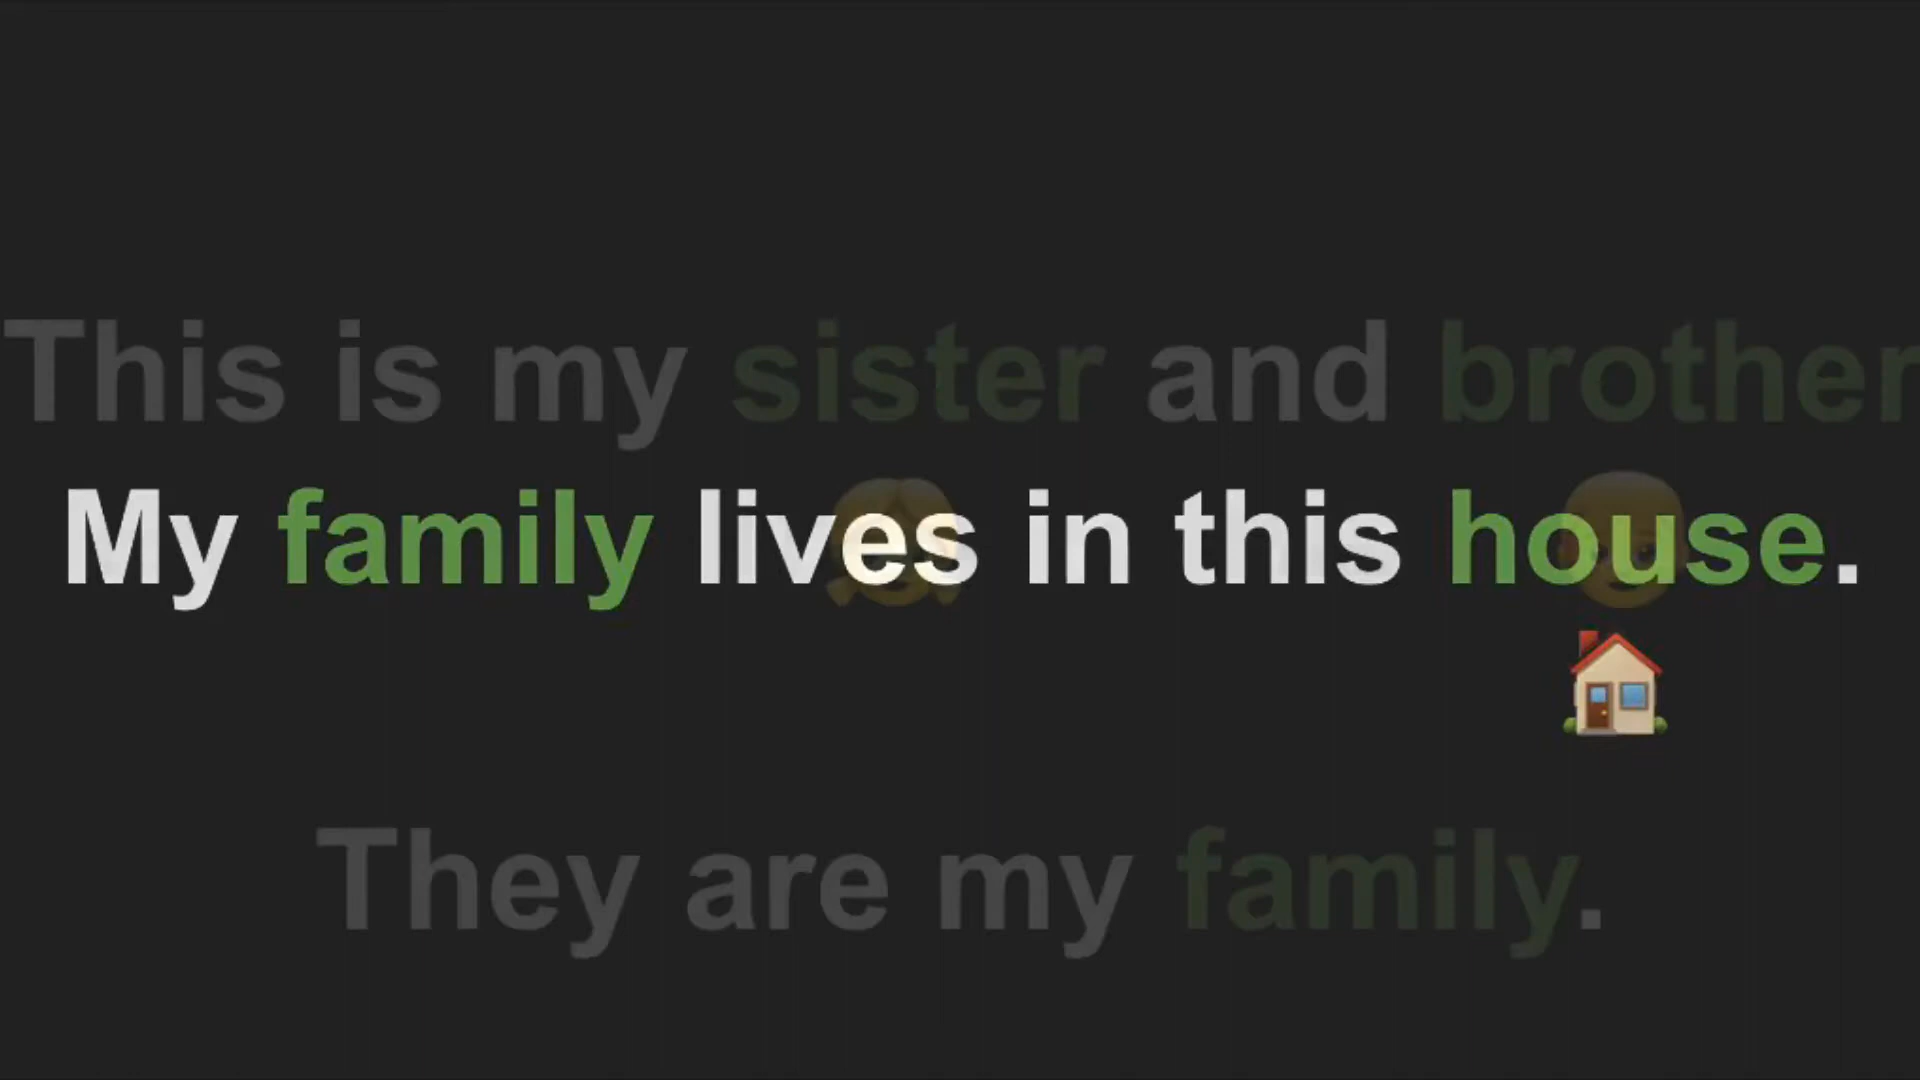 This is my sister and brother
My family lives in this house.
They are my family.